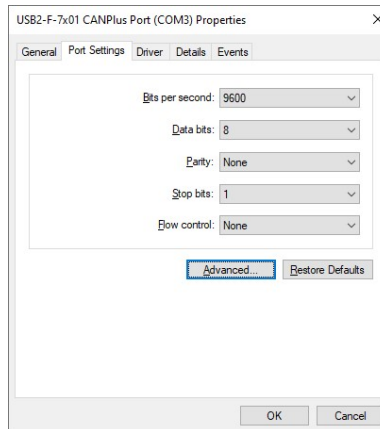 USB2-F-7x01 CANPlus Port (COM3) Properties
General Port Settings Driver Details Events
Bits per second: 9600
Data bits: 8
Parity: None
Stop bits: 1
Flow control: None
Advanced... Restore Defaults
OK Cancel